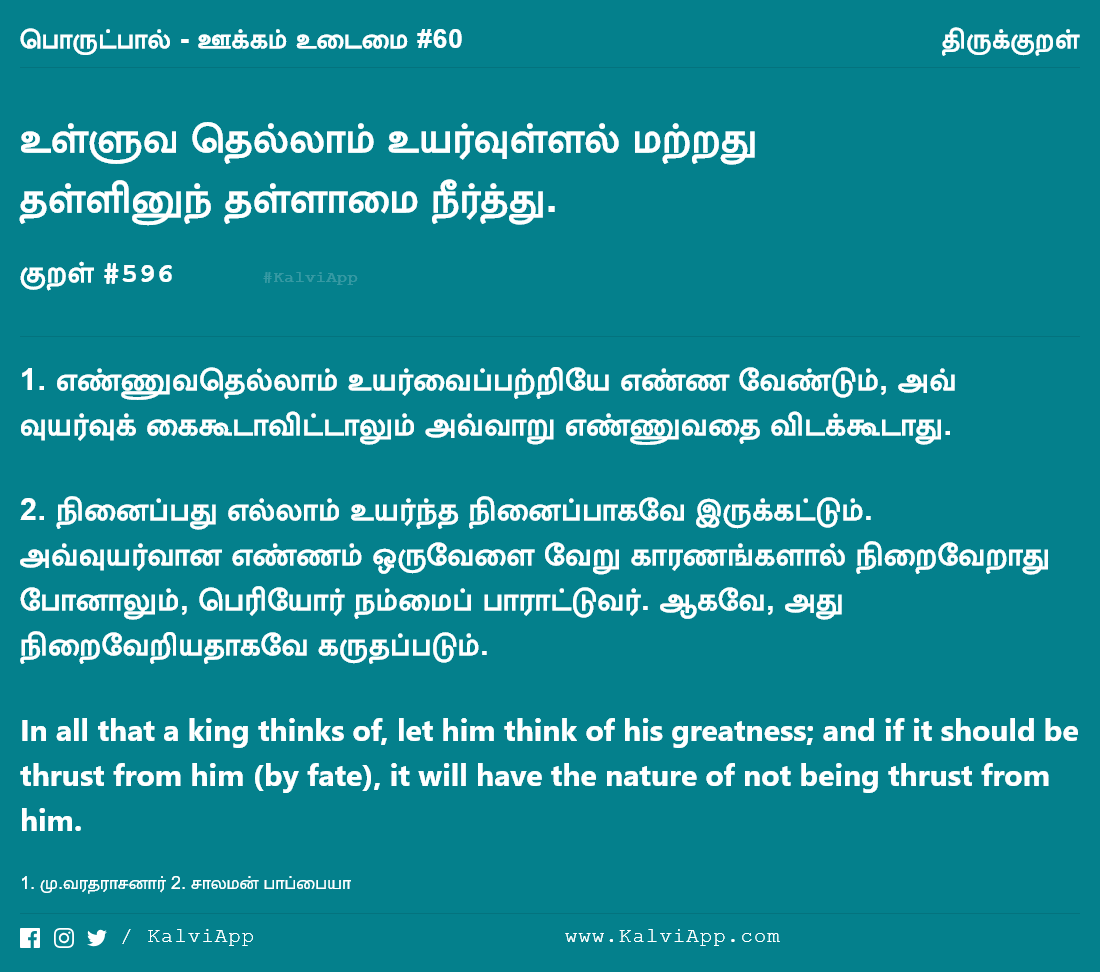 பொருட்பால் - ஊக்கம் உடைமை #60 திருக்குறள்
உள்ளுவ தெல்லாம் உயர்வுள்ளல் மற்றது
தள்ளினுந் தள்ளாமை நீர்த்து.
குறள் #596 #KalviApp
1. எண்ணுவதெல்லாம் உயர்வைப்பற்றியே எண்ண வேண்டும், அவ்
வுயர்வுக் கைகூடாவிட்டாலும் அவ்வாறு எண்ணுவதை விடக்கூடாது.
2. நினைப்பது எல்லாம் உயர்ந்த நினைப்பாகவே இருக்கட்டும்.
அவ்வுயர்வான எண்ணம் ஒருவேளை வேறு காரணங்களால் நிறைவேறாது
போனாலும், பெரியோர் நம்மைப் பாராட்டுவர். ஆகவே, அது
நிறைவேறியதாகவே கருதப்படும்.
In all that a king thinks of, let him think of his greatness; and if it should be
thrust from him (by fate), it will have the nature of not being thrust from
him.
1. மு.வரதராசனார் 2. சாலமன் பாப்பையா
/ KalviApp www.KalviApp.com